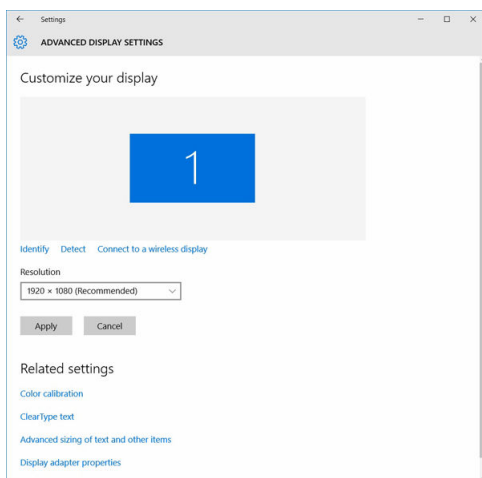 Settings
ADVANCED DISPLAY SETTINGS
Customize your display
1
Identify Detect Connect to a wireless display
Resolution
1920 × 1080 (Recommended)
Apply Cancel
Related settings
Color calibration
ClearType text
Advanced sizing of text and other items
Display adapter properties